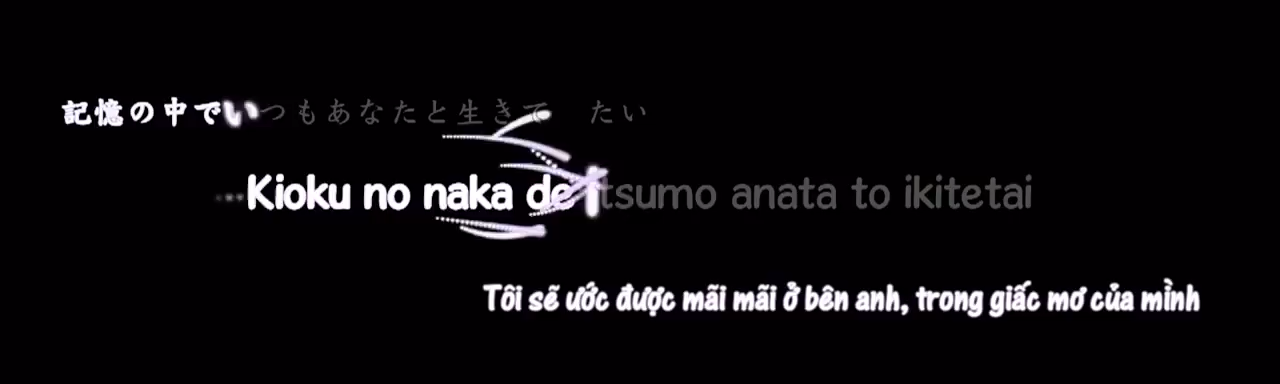 記憶の中でいつもあなたと生きて　たい
Kioku no naka de itsumo anata to ikitetai
Tôi sẽ ước được mãi mãi ở bên anh, trong giấc mơ của mình